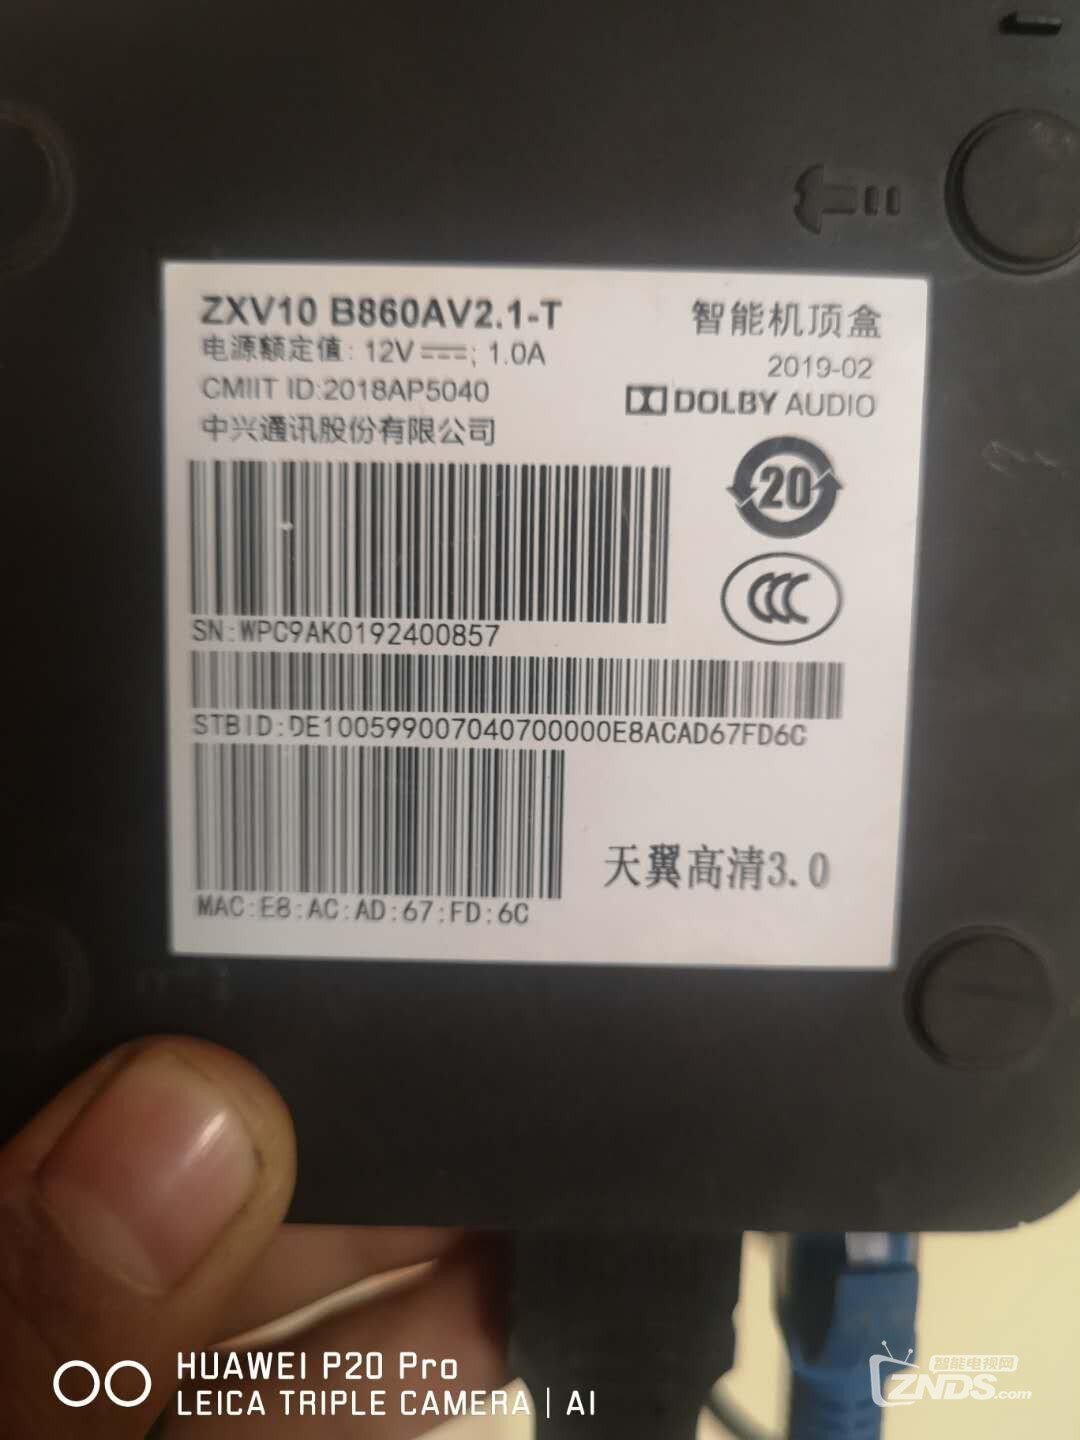 ZXV10 B860AV2.1-T
智能机顶盒
电源额定值: 12V ⎓; 1.0A
2019-02
CMIIT ID:2018AP5040
DOLBY AUDIO
中兴通讯股份有限公司
20
CCC
SN:WPC9AK0192400857
STBID:DE100599007040700000E8ACAD67FD6C
天翼高清3.0
MAC:E8:AC:AD:67:FD:6C
HUAWEI P20 Pro
LEICA TRIPLE CAMERA | AI
智能电视网
ZNDS.com